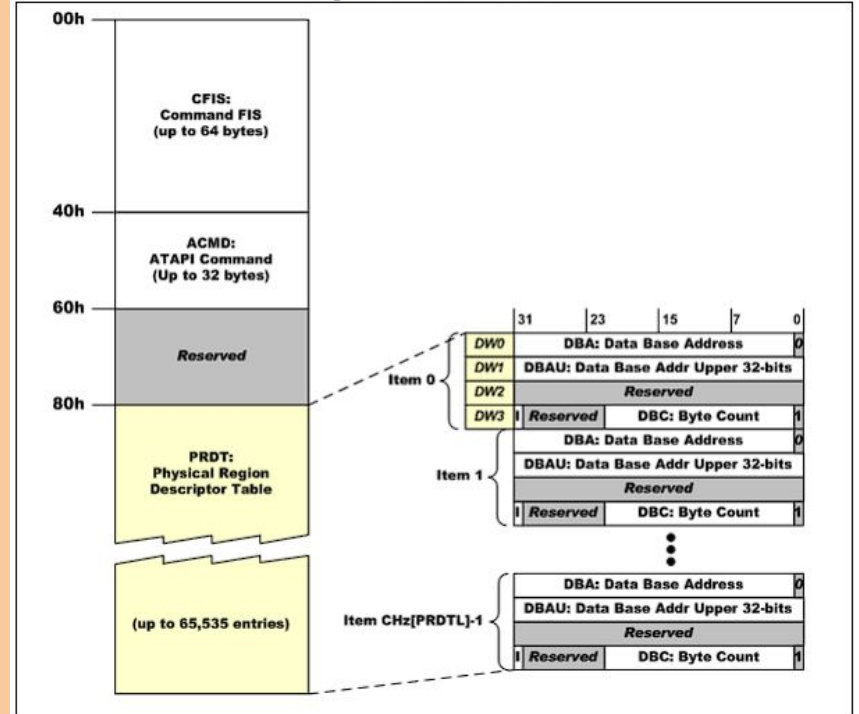 00h
CFIS:
Command FIS
(up to 64 bytes)
40h
ACMD:
ATAPI Command
(Up to 32 bytes)
60h
Reserved
80h
PRDT:
Physical Region
Descriptor Table
(up to 65,535 entries)
31 23 15 7 0
Item 0
DW0 DBA: Data Base Address 0
DW1 DBAU: Data Base Addr Upper 32-bits
DW2 Reserved
DW3 I Reserved DBC: Byte Count 1
Item 1
DBA: Data Base Address 0
DBAU: Data Base Addr Upper 32-bits
Reserved
I Reserved DBC: Byte Count 1
Item CHz[PRDTL]-1
DBA: Data Base Address 0
DBAU: Data Base Addr Upper 32-bits
Reserved
I Reserved DBC: Byte Count 1